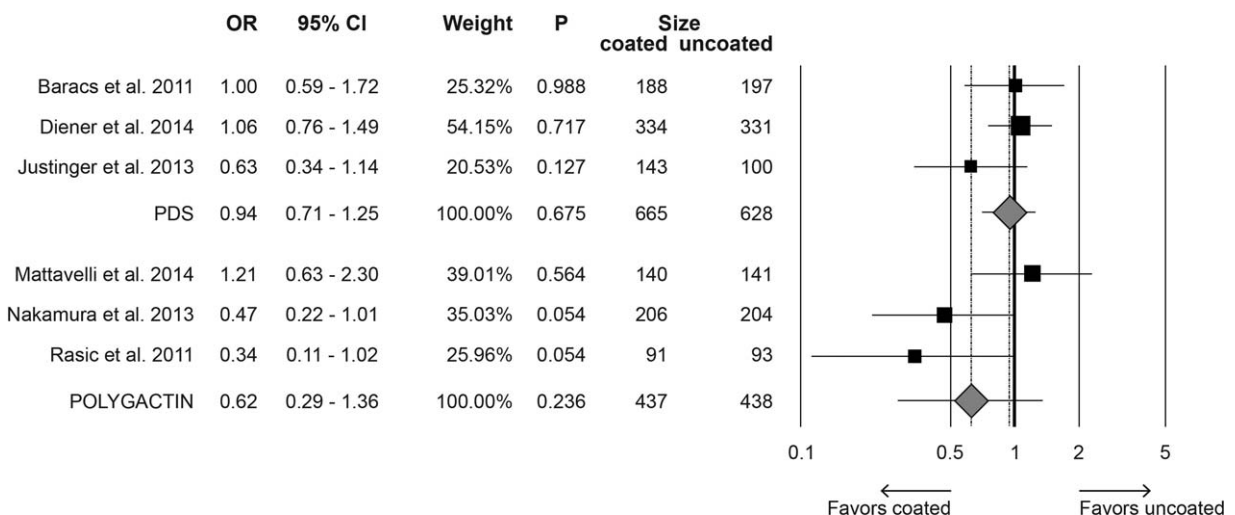 OR 95% CI Weight P Size
coated uncoated
Baracs et al. 2011 1.00 0.59 - 1.72 25.32% 0.988 188 197
Diener et al. 2014 1.06 0.76 - 1.49 54.15% 0.717 334 331
Justinger et al. 2013 0.63 0.34 - 1.14 20.53% 0.127 143 100
PDS 0.94 0.71 - 1.25 100.00% 0.675 665 628
Mattavelli et al. 2014 1.21 0.63 - 2.30 39.01% 0.564 140 141
Nakamura et al. 2013 0.47 0.22 - 1.01 35.03% 0.054 206 204
Rasic et al. 2011 0.34 0.11 - 1.02 25.96% 0.054 91 93
POLYGACTIN 0.62 0.29 - 1.36 100.00% 0.236 437 438
0.1 0.5 1 2 5
Favors coated Favors uncoated